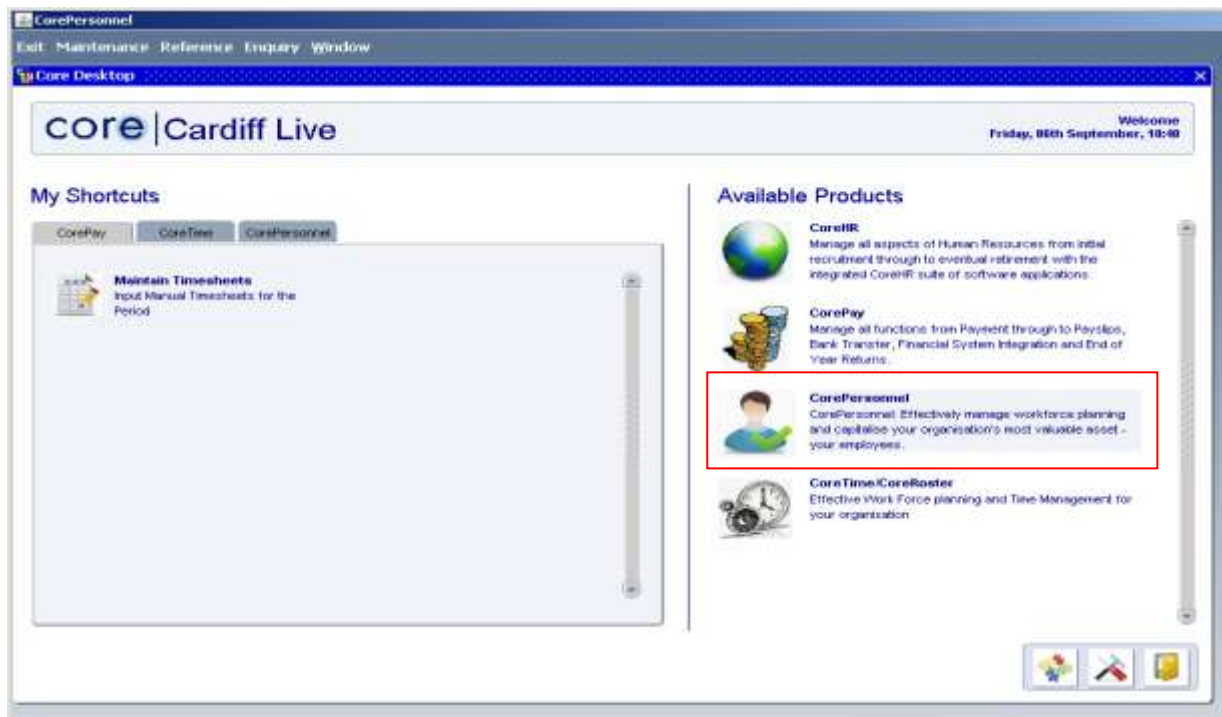 CorePersonnel
Exit Maintenance Reference Enquiry Window
Core Desktop
core | Cardiff Live
Welcome
Friday, 06th September, 10:40
My Shortcuts
CorePay CoreTime CorePersonnel
Maintain Timesheets
Input Manual Timesheets for the
Period
Available Products
CoreHR
Manage all aspects of Human Resources from initial
recruitment through to eventual retirement with the
integrated CoreHR suite of software applications.
CorePay
Manage all functions from Payment through to Payslips,
Bank Transfer, Financial System Integration and End of
Year Returns.
CorePersonnel
CorePersonnel: Effectively manage workforce planning
and capitalise your organisation's most valuable asset -
your employees.
CoreTime/CoreRoster
Effective Work Force planning and Time Management for
your organisation